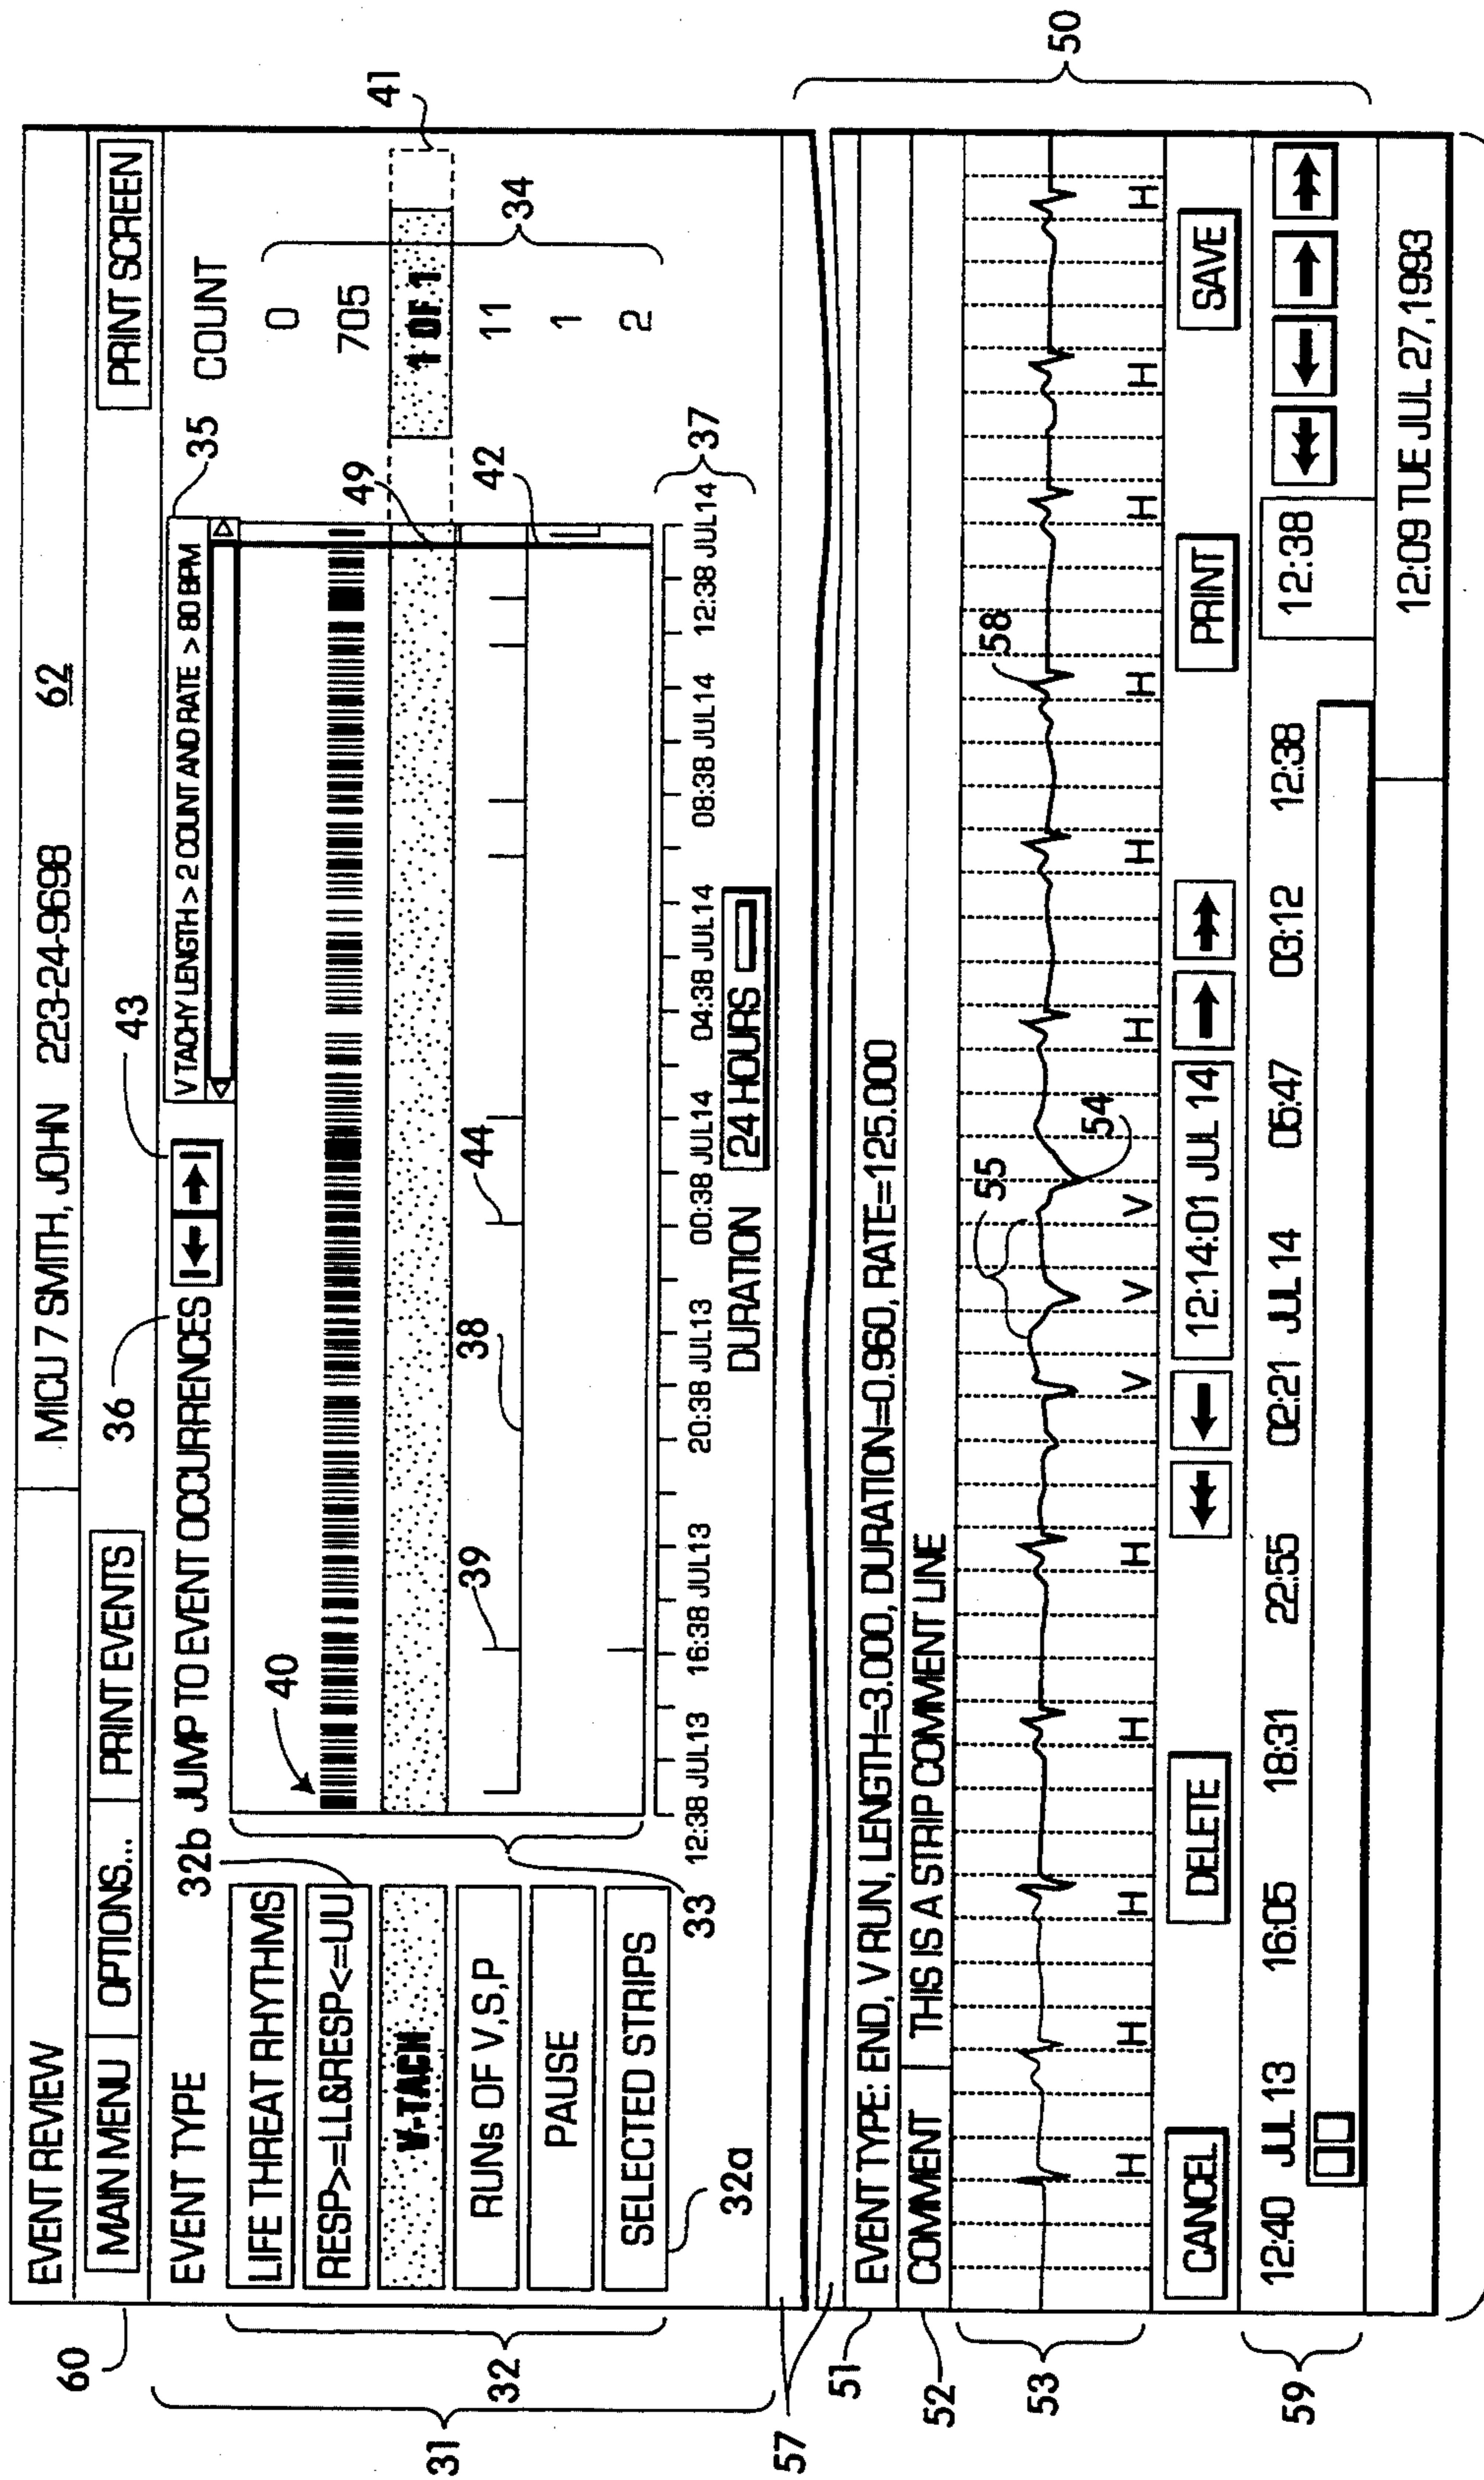 EVENT REVIEW MICU 7 SMITH, JOHN 223-24-9698 62
60
MAIN MENU OPTIONS... PRINT EVENTS 36 43 PRINT SCREEN
EVENT TYPE 32b JUMP TO EVENT OCCURRENCES V TACHY LENGTH > 2 COUNT AND RATE > 80 BPM 35 COUNT
LIFE THREAT RHYTHMS 40 0
RESP>=LL&RESP<=UU 49 705 41
V-TACH 1 OF 1
RUNs OF V,S,P 39 38 44 42 11 34
PAUSE 1
SELECTED STRIPS 2
31
32
32a
33
12:38 JUL13 16:38 JUL13 20:38 JUL13 00:38 JUL14 04:38 JUL14 08:38 JUL14 12:38 JUL14 37
DURATION 24 HOURS
57
50
51 EVENT TYPE: END, V RUN, LENGTH=3.000, DURATION=0.960, RATE=125.000
52 COMMENT THIS IS A STRIP COMMENT LINE
53 55 54 58
H H H H H V V V H H H H H H
CANCEL DELETE 12:14:01 JUL 14 PRINT SAVE
59 12:40 JUL 13 16:05 18:31 22:55 02:21 JUL 14 05:47 03:12 12:38 12:38
12:09 TUE JUL 27,1993